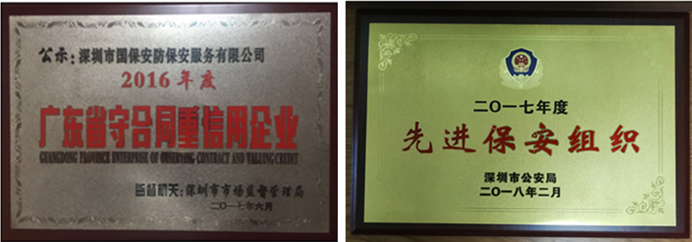 公示：深圳市国保安防保安服务有限公司
2016年度
广东省守合同重信用企业
GUANGDONG PROVINCE ENTERPRISE OF OBSERVING CONTRACT AND VALUING CREDIT
监督机关：深圳市市场监督管理局
二〇一七年六月
二〇一七年度
先进保安组织
深圳市公安局
二〇一八年二月